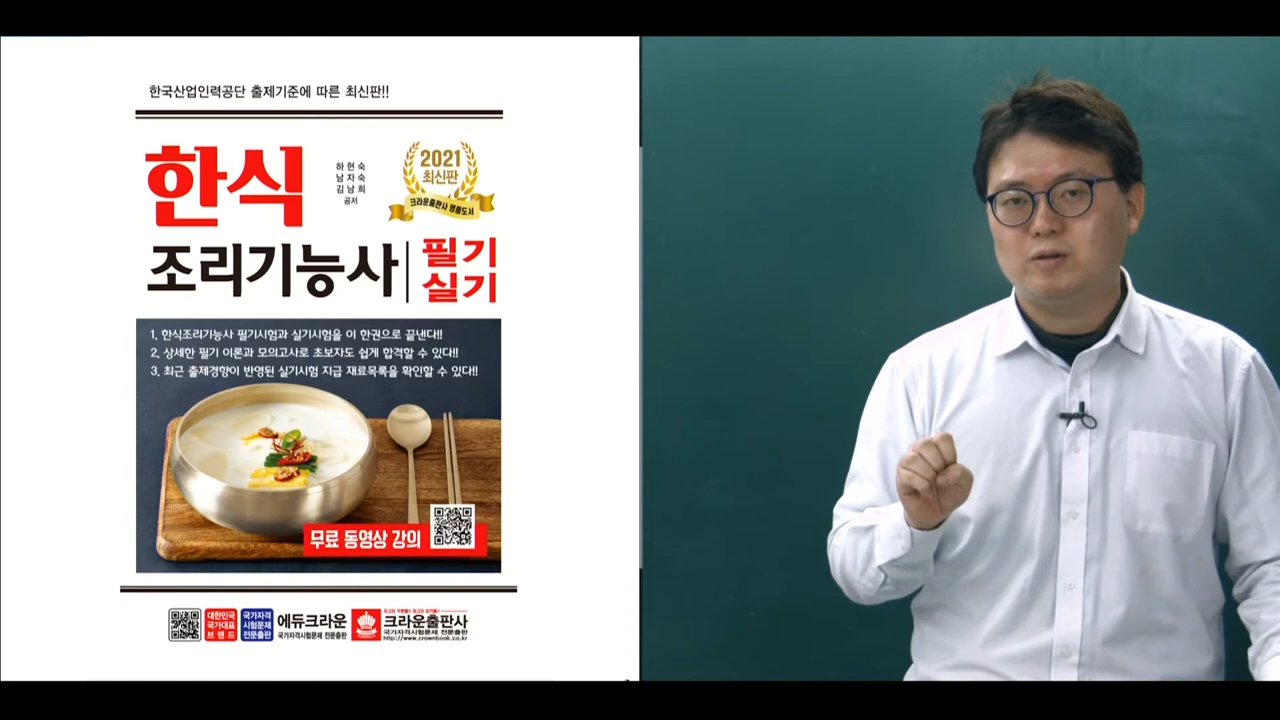 한국산업인력공단 출제기준에 따른 최신판!!
한식
하 현 숙
남 자 숙
김 남 희
공저
2021
최신판
크라운출판사 명품도서
조리기능사
필기
실기
1. 한식조리기능사 필기시험과 실기시험을 이 한권으로 끝낸다!!
2. 상세한 필기 이론과 모의고사로 초보자도 쉽게 합격할 수 있다!!
3. 최근 출제경향이 반영된 실기시험 지급 재료목록을 확인할 수 있다!!
무료 동영상 강의
대한민국
국가대표
브랜드
국가자격
시험문제
전문출판
에듀크라운
국가자격시험문제 전문출판
크라운출판사
국가자격시험문제 전문출판
http://www.crownbook.co.kr